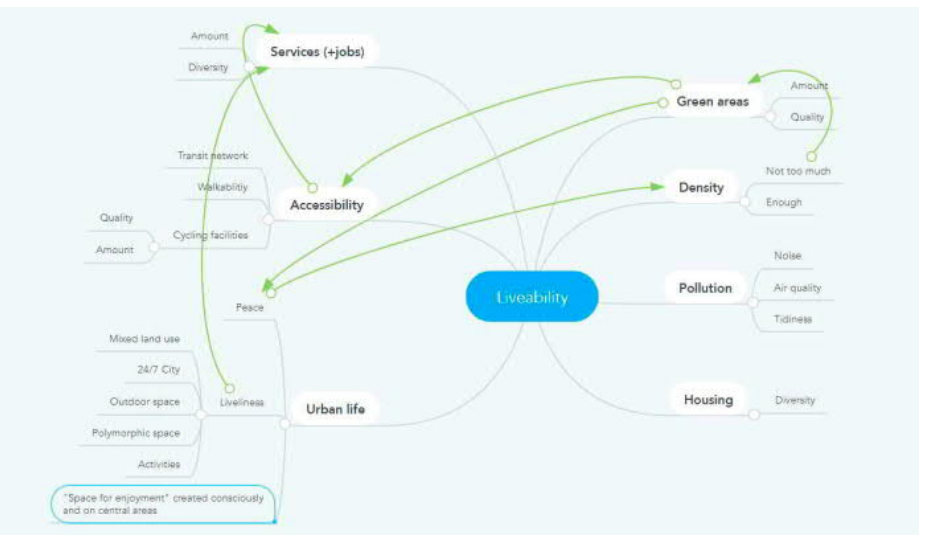 Amount
Services (+jobs)
Diversity
Green areas
Amount
Quality
Transit network
Walkablitiy
Accessibility
Cycling facilities
Quality
Amount
Density
Not too much
Enough
Liveability
Pollution
Noise
Air quality
Tidiness
Peace
Mixed land use
24/7 City
Outdoor space
Polymorphic space
Activities
Liveliness
Urban life
"Space for enjoyment" created consciously
and on central areas
Housing
Diversity